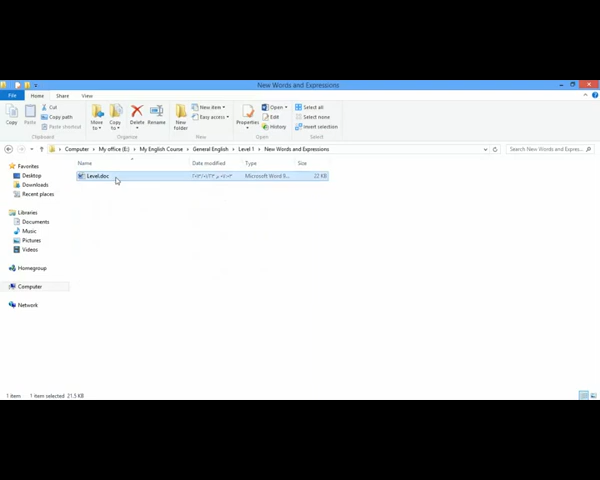 New Words and Expressions
File Home Share View
Copy Paste Cut Copy path Paste shortcut Move to Copy to Delete Rename New folder New item Easy access Properties Open Edit History Select all Select none Invert selection
Clipboard Organise New Open Select
Computer My office (E:) My English Course General English Level 1 New Words and Expressions Search New Words and Expres...
Favorites Name Date modified Type Size
Desktop Level.doc Microsoft Word 9... 22 KB
Downloads
Recent places
Libraries
Documents
Music
Pictures
Videos
Homegroup
Computer
Network
1 item 1 item selected 21.5 KB